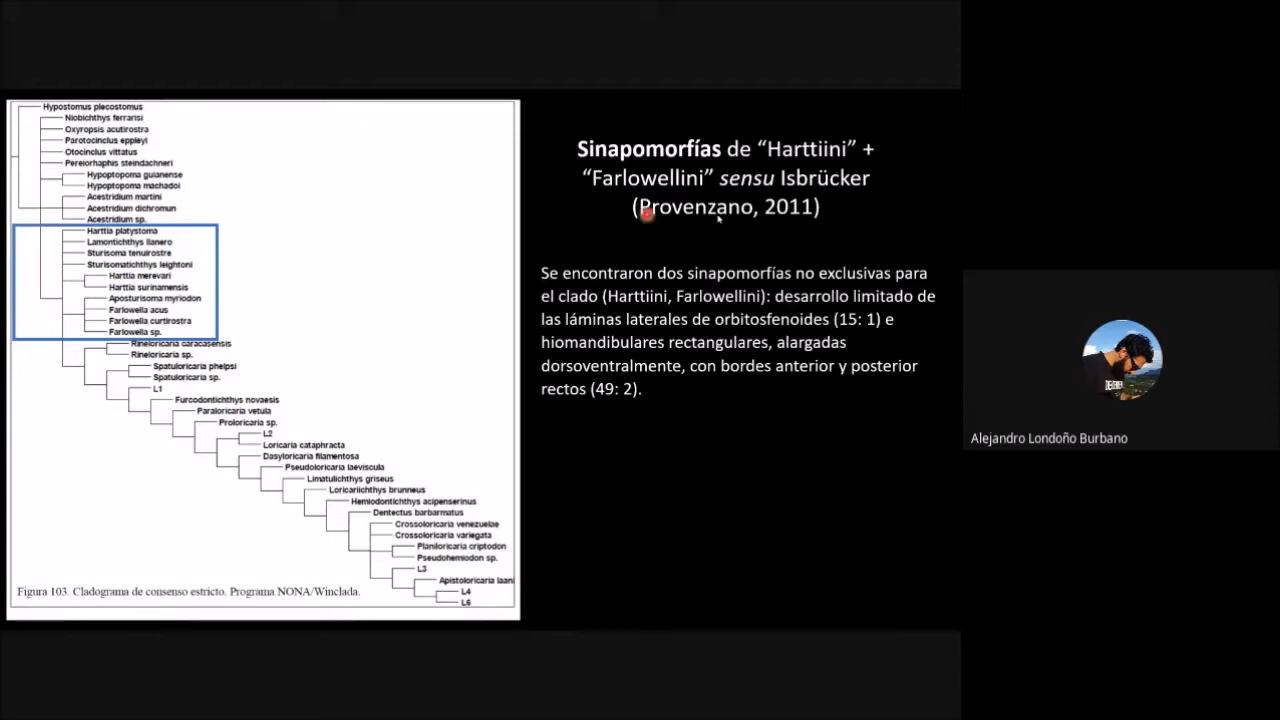 Hypostomus plecostomus
Niobichthys ferrarisi
Oxyropsis acutirostra
Parotocinclus eppleyi
Otocinclus vittatus
Pereiorhaphis steindachneri
Hypoptopoma guianense
Hypoptopoma machadoi
Acestridium martini
Acestridium dichromun
Acestridium sp.
Harttia platystoma
Lamontichthys llanero
Sturisoma tenuirostre
Sturisomatichthys leightoni
Harttia merevari
Harttia surinamensis
Aposturisoma myriodon
Farlowella acus
Farlowella curtirostra
Farlowella sp.
Rineloricaria caracasensis
Rineloricaria sp.
Spatuloricaria phelpsi
Spatuloricaria sp.
L1
Furcodontichthys novaesis
Paraloricaria vetula
Proloricaria sp.
L2
Loricaria cataphracta
Dasyloricaria filamentosa
Pseudoloricaria laeviscula
Limatulichthys griseus
Loricariichthys brunneus
Hemiodontichthys acipenserinus
Dentectus barbarmatus
Crossoloricaria venezuelae
Crossoloricaria variegata
Planiloricaria criptodon
Pseudohemiodon sp.
L3
Apistoloricaria laani
L4
L6
Figura 103. Cladograma de consenso estricto. Programa NONA/Winclada.
Sinapomorfías de “Harttiini” +
“Farlowellini” sensu Isbrücker
(Provenzano, 2011)
Se encontraron dos sinapomorfías no exclusivas para
el clado (Harttiini, Farlowellini): desarrollo limitado de
las láminas laterales de orbitosfenoides (15: 1) e
hiomandibulares rectangulares, alargadas
dorsoventralmente, con bordes anterior y posterior
rectos (49: 2).
Alejandro Londoño Burbano